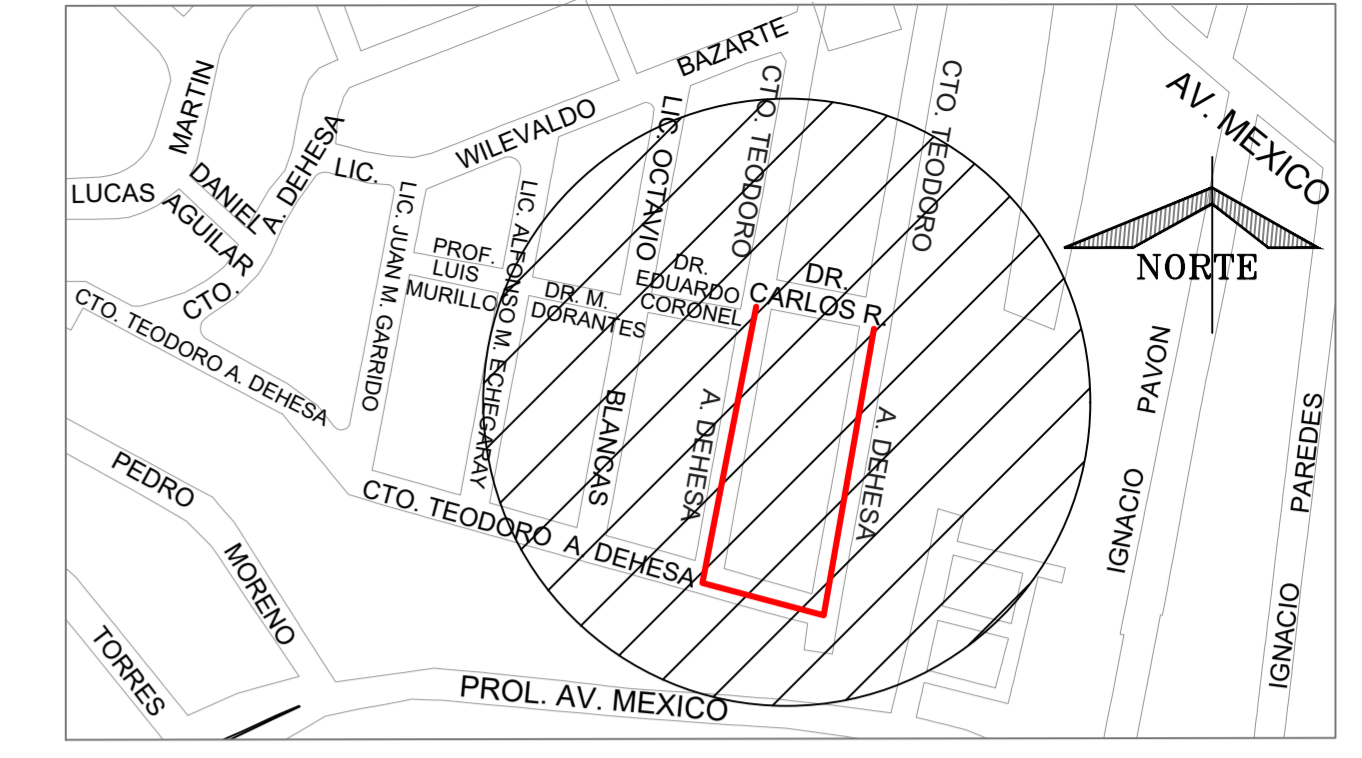 MARTIN
LUCAS
DANIEL
AGUILAR
A. DEHESA
CTO.
LIC.
WILEVALDO
BAZARTE
LIC. OCTAVIO
CTO. TEODORO
CTO. TEODORO
AV. MEXICO
NORTE
LIC. JUAN M. GARRIDO
LIC. ALFONSO M. ECHEGARAY
PROF.
LUIS
MURILLO
DR. M.
DORANTES
DR.
EDUARDO
CORONEL
DR.
CARLOS R.
CTO. TEODORO A. DEHESA
BLANCAS
A. DEHESA
A. DEHESA
IGNACIO PAVON
IGNACIO PAREDES
CTO. TEODORO A. DEHESA
PEDRO
MORENO
TORRES
PROL. AV. MEXICO